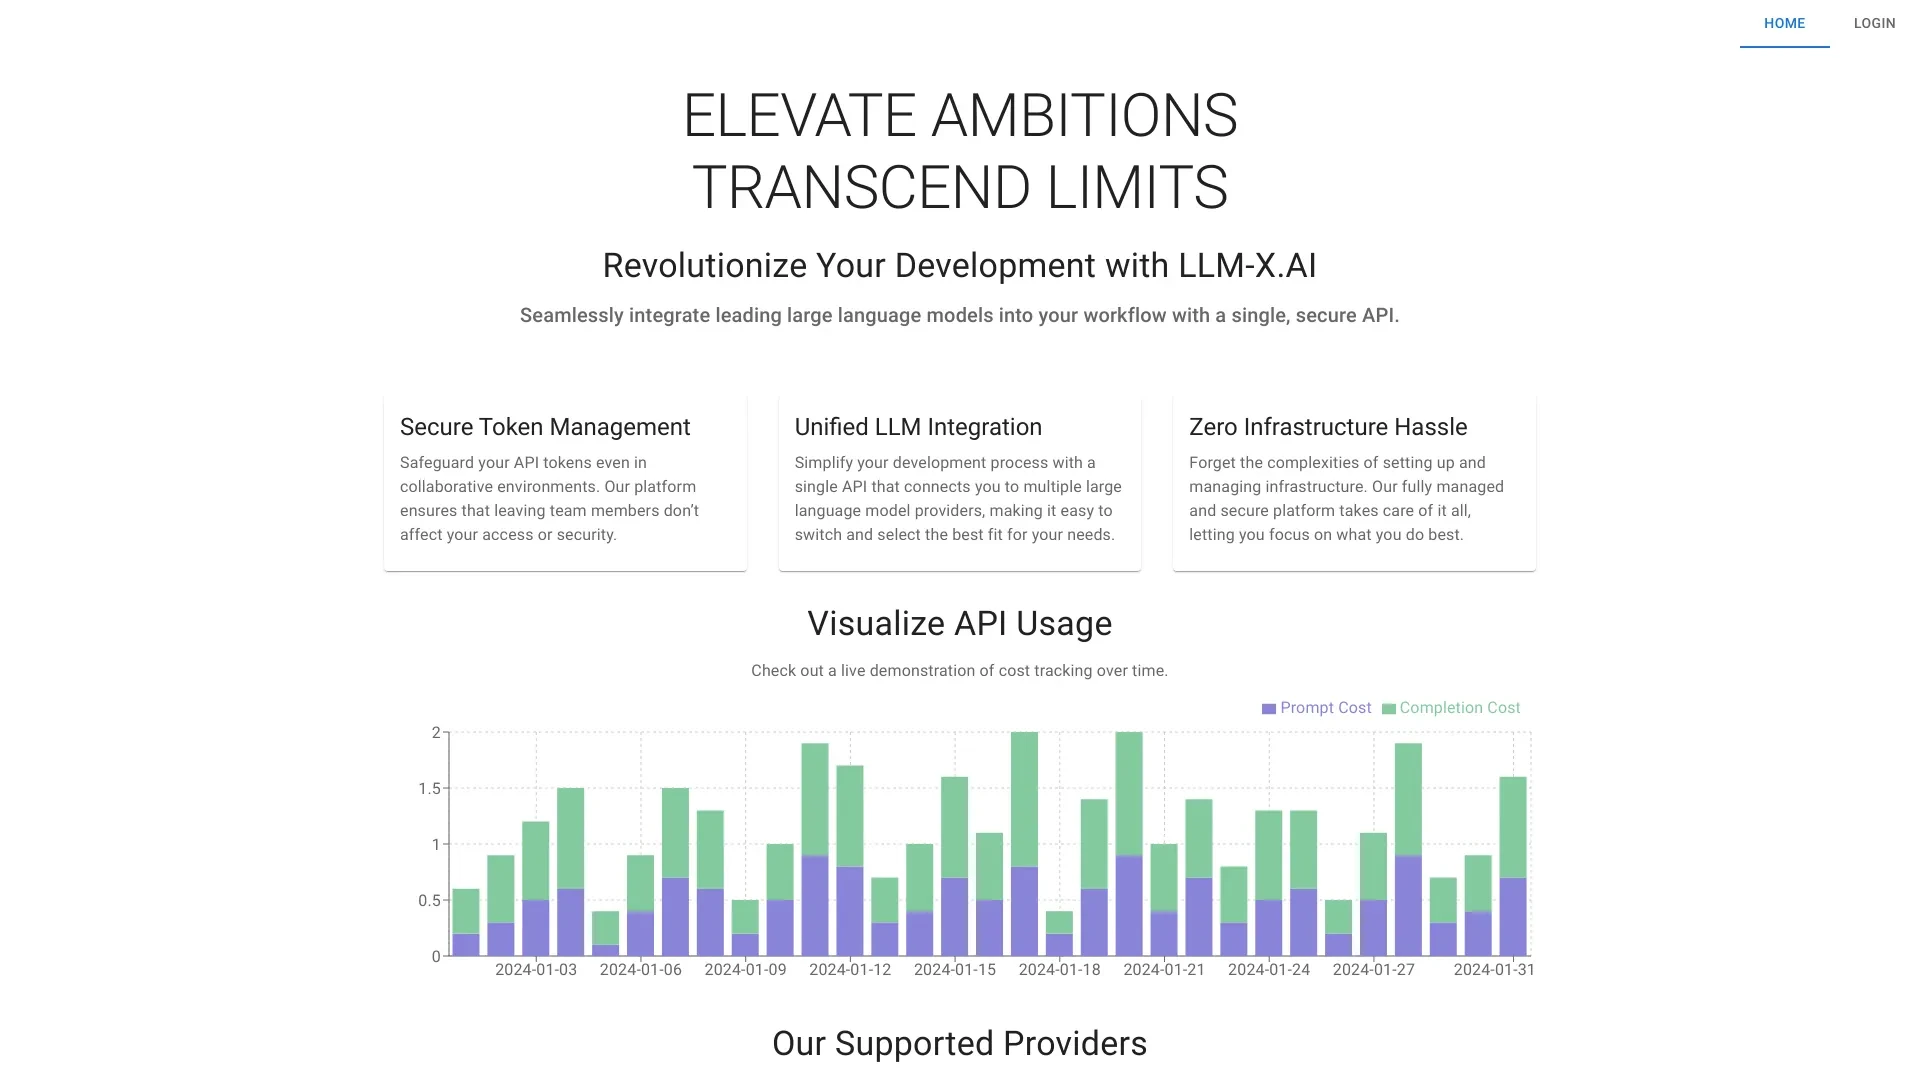 HOME LOGIN
ELEVATE AMBITIONS
TRANSCEND LIMITS
Revolutionize Your Development with LLM-X.AI
Seamlessly integrate leading large language models into your workflow with a single, secure API.
Secure Token Management
Safeguard your API tokens even in
collaborative environments. Our platform
ensures that leaving team members don’t
affect your access or security.
Unified LLM Integration
Simplify your development process with a
single API that connects you to multiple large
language model providers, making it easy to
switch and select the best fit for your needs.
Zero Infrastructure Hassle
Forget the complexities of setting up and
managing infrastructure. Our fully managed
and secure platform takes care of it all,
letting you focus on what you do best.
Visualize API Usage
Check out a live demonstration of cost tracking over time.
Prompt Cost Completion Cost
2
1.5
1
0.5
0
2024-01-03 2024-01-06 2024-01-09 2024-01-12 2024-01-15 2024-01-18 2024-01-21 2024-01-24 2024-01-27 2024-01-31
Our Supported Providers